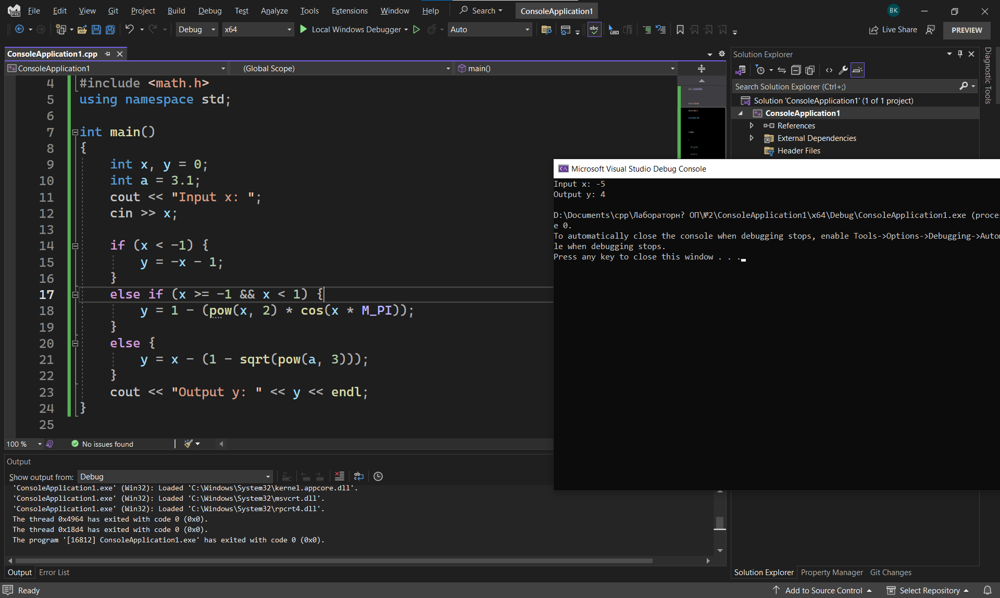 File Edit View Git Project Build Debug Test Analyze Tools Extensions Window Help Search ConsoleApplication1 BK
Debug x64 Local Windows Debugger Auto Live Share PREVIEW
ConsoleApplication1.cpp
ConsoleApplication1 (Global Scope) main()
4 #include <math.h>
5 using namespace std;
6
7 int main()
8 {
9 int x, y = 0;
10 int a = 3.1;
11 cout << "Input x: ";
12 cin >> x;
13
14 if (x < -1) {
15 y = -x - 1;
16 }
17 else if (x >= -1 && x < 1) {
18 y = 1 - (pow(x, 2) * cos(x * M_PI));
19 }
20 else {
21 y = x - (1 - sqrt(pow(a, 3)));
22 }
23 cout << "Output y: " << y << endl;
24 }
25
100 % No issues found
Output
Show output from: Debug
'ConsoleApplication1.exe' (Win32): Loaded 'C:\Windows\System32\kernel.appcore.dll'.
'ConsoleApplication1.exe' (Win32): Loaded 'C:\Windows\System32\msvcrt.dll'.
'ConsoleApplication1.exe' (Win32): Loaded 'C:\Windows\System32\rpcrt4.dll'.
The thread 0x4964 has exited with code 0 (0x0).
The thread 0x18d4 has exited with code 0 (0x0).
The program '[16812] ConsoleApplication1.exe' has exited with code 0 (0x0).
Output Error List
Solution Explorer
Search Solution Explorer (Ctrl+;)
Solution 'ConsoleApplication1' (1 of 1 project)
ConsoleApplication1
References
External Dependencies
Header Files
Diagnostic Tools
Microsoft Visual Studio Debug Console
Input x: -5
Output y: 4
D:\Documents\cpp\Лабораторн? ОП\№2\ConsoleApplication1\x64\Debug\ConsoleApplication1.exe (proce
e 0.
To automatically close the console when debugging stops, enable Tools->Options->Debugging->Auto
le when debugging stops.
Press any key to close this window . . .
Solution Explorer Property Manager Git Changes
Ready Add to Source Control Select Repository